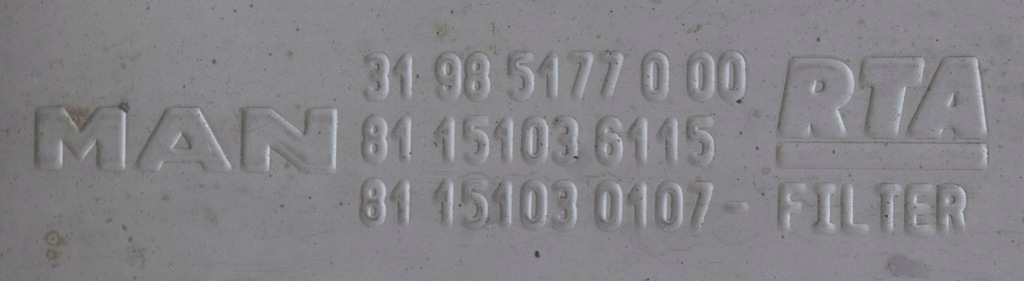 MAN
31 98 5177 0 00
81 15103 6115
81 15103 0107-
RTA
FILTER